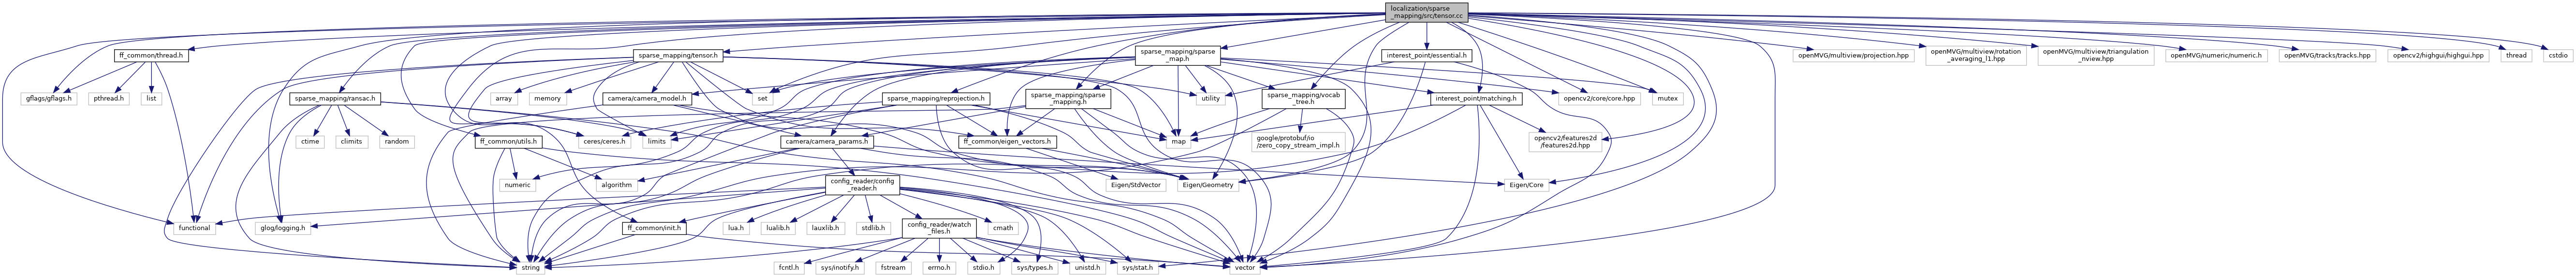 localization/sparse
_mapping/src/tensor.cc
ff_common/thread.h
sparse_mapping/tensor.h
sparse_mapping/sparse
_map.h
interest_point/essential.h
openMVG/multiview/projection.hpp
openMVG/multiview/rotation
_averaging_l1.hpp
openMVG/multiview/triangulation
_nview.hpp
openMVG/numeric/numeric.h
openMVG/tracks/tracks.hpp
opencv2/highgui/highgui.hpp
thread
cstdio
gflags/gflags.h
pthread.h
list
sparse_mapping/ransac.h
array
memory
camera/camera_model.h
set
sparse_mapping/reprojection.h
sparse_mapping/sparse
_mapping.h
utility
sparse_mapping/vocab
_tree.h
interest_point/matching.h
opencv2/core/core.hpp
mutex
ctime
climits
random
ff_common/utils.h
ceres/ceres.h
limits
camera/camera_params.h
ff_common/eigen_vectors.h
map
google/protobuf/io
/zero_copy_stream_impl.h
opencv2/features2d
/features2d.hpp
numeric
algorithm
config_reader/config
_reader.h
Eigen/StdVector
Eigen/Geometry
Eigen/Core
functional
glog/logging.h
ff_common/init.h
lua.h
lualib.h
lauxlib.h
stdlib.h
config_reader/watch
_files.h
cmath
string
fcntl.h
sys/inotify.h
fstream
errno.h
stdio.h
sys/types.h
unistd.h
sys/stat.h
vector